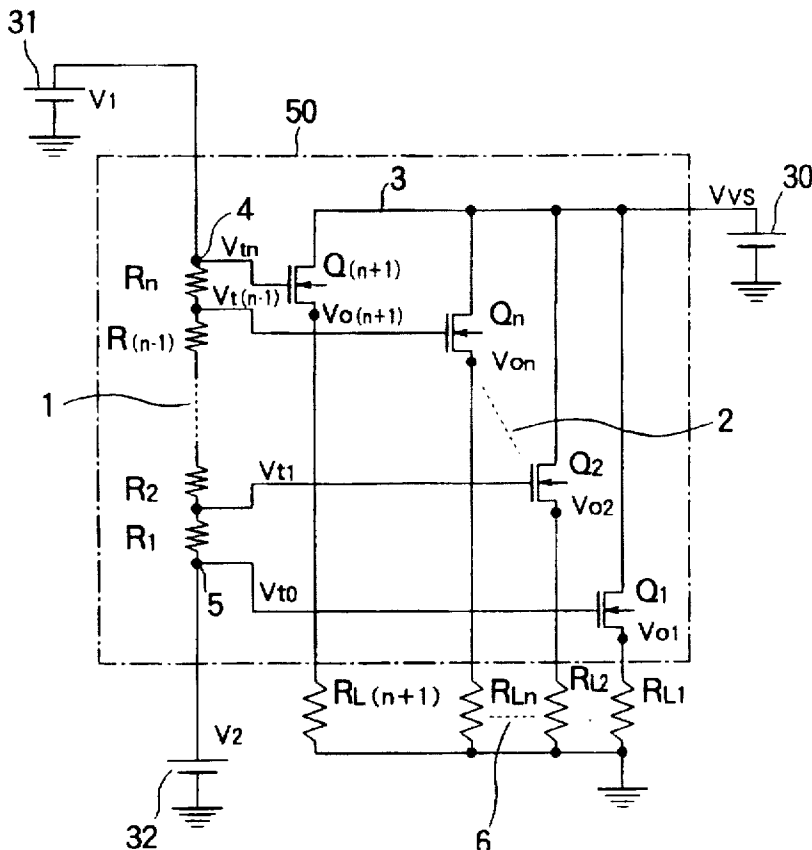 31
V1
50
3
VVS
30
4
Vtn
Q(n+1)
Rn
Vt(n-1)
Vo(n+1)
Qn
R(n-1)
Von
1
2
R2
Vt1
Q2
Vo2
R1
5
Vt0
Q1
Vo1
RL(n+1)
RLn
RL2
RL1
V2
32
6